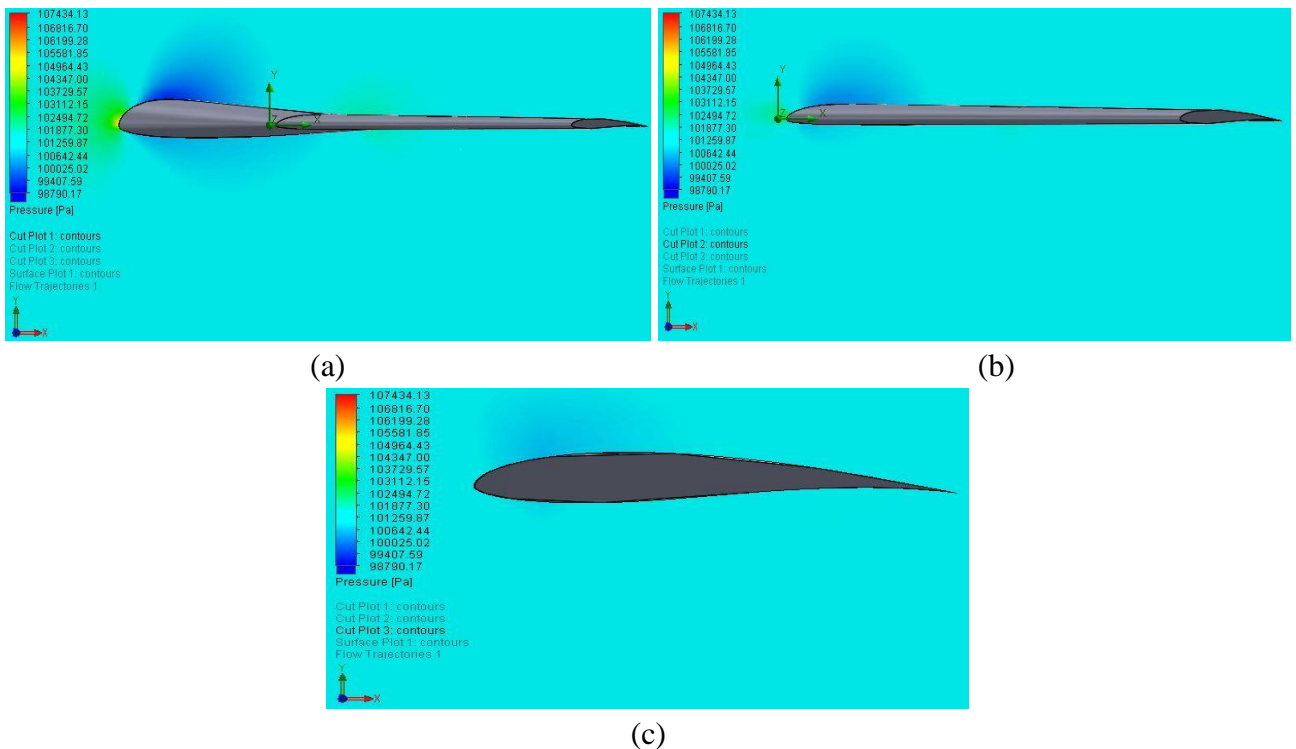 107434.13
106816.70
106199.28
105581.85
104964.43
104347.00
103729.57
103112.15
102494.72
101877.30
101259.87
100642.44
100025.02
99407.59
98790.17
Pressure [Pa]
Cut Plot 1: contours
Cut Plot 2: contours
Cut Plot 3: contours
Surface Plot 1: contours
Flow Trajectories 1
Y
Z
X
Y
X
(a)
107434.13
106816.70
106199.28
105581.85
104964.43
104347.00
103729.57
103112.15
102494.72
101877.30
101259.87
100642.44
100025.02
99407.59
98790.17
Pressure [Pa]
Cut Plot 1: contours
Cut Plot 2: contours
Cut Plot 3: contours
Surface Plot 1: contours
Flow Trajectories 1
Y
Z
X
Y
X
(b)
107434.13
106816.70
106199.28
105581.85
104964.43
104347.00
103729.57
103112.15
102494.72
101877.30
101259.87
100642.44
100025.02
99407.59
98790.17
Pressure [Pa]
Cut Plot 1: contours
Cut Plot 2: contours
Cut Plot 3: contours
Surface Plot 1: contours
Flow Trajectories 1
Y
X
(c)